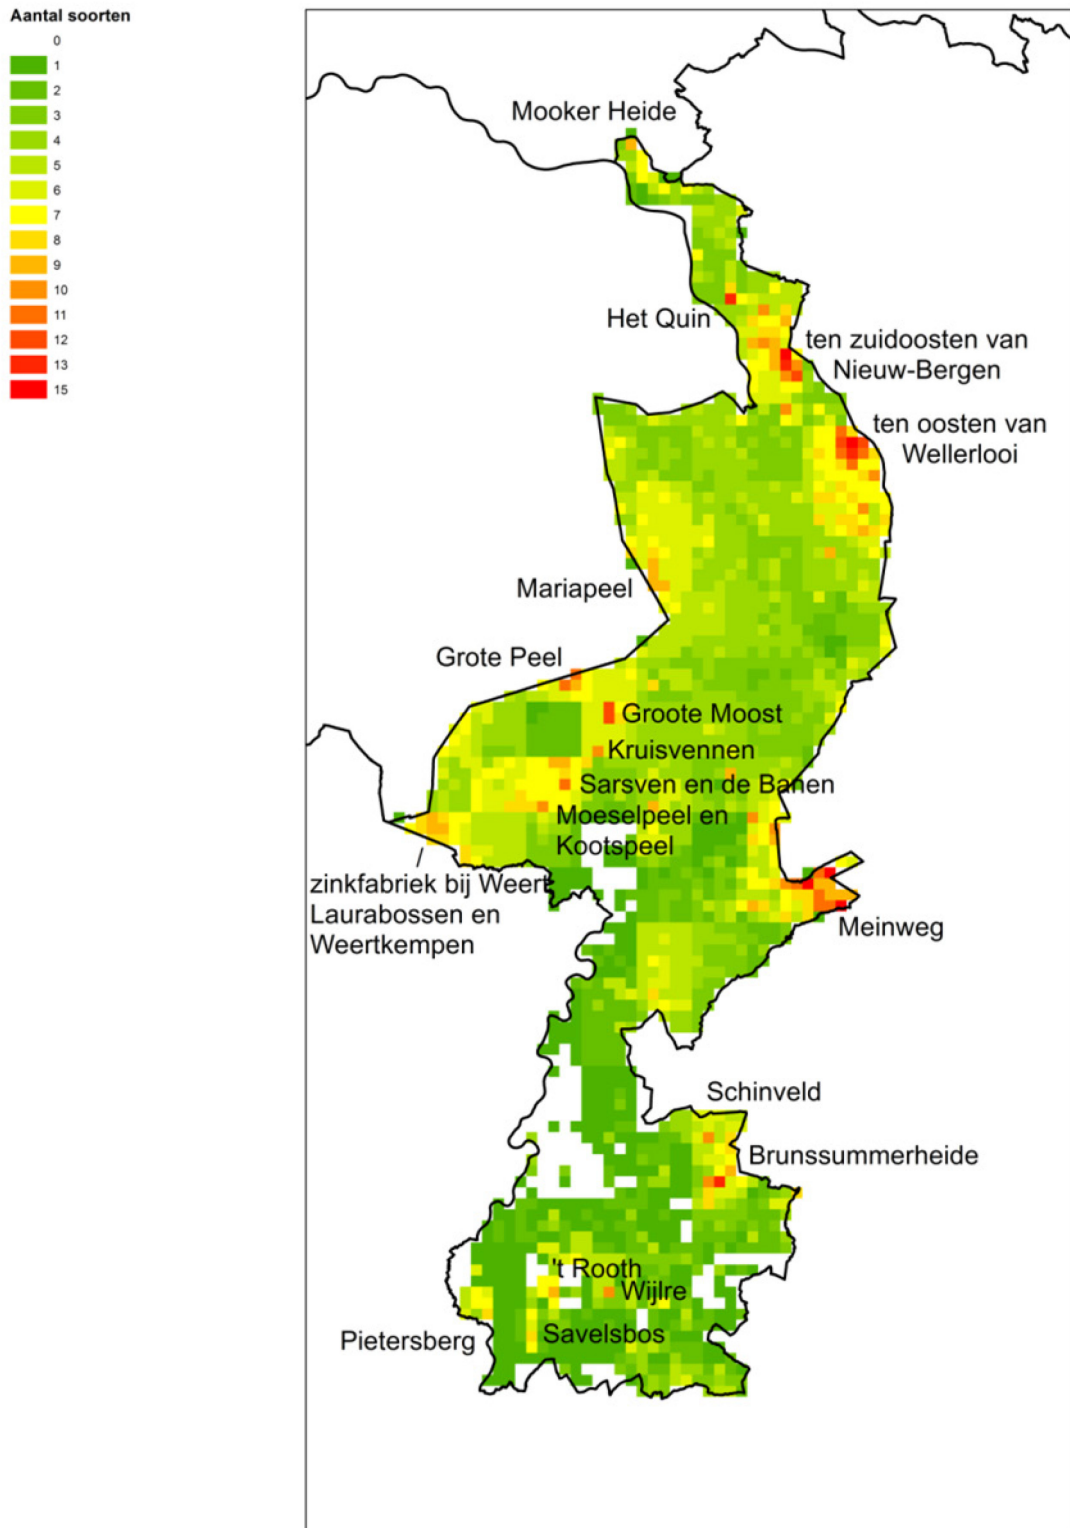 Aantal soorten
0
1
2
3
4
5
6
7
8
9
10
11
12
13
15
Mooker Heide
Het Quin
ten zuidoosten van
Nieuw-Bergen
ten oosten van
Wellerlooi
Mariapeel
Grote Peel
Groote Moost
Kruisvennen
Sarsven en de Banen
Moeselpeel en
Kootspeel
zinkfabriek bij Weert
Laurabossen en
Weertkempen
Meinweg
Schinveld
Brunssummerheide
't Rooth
Wijlre
Savelsbos
Pietersberg